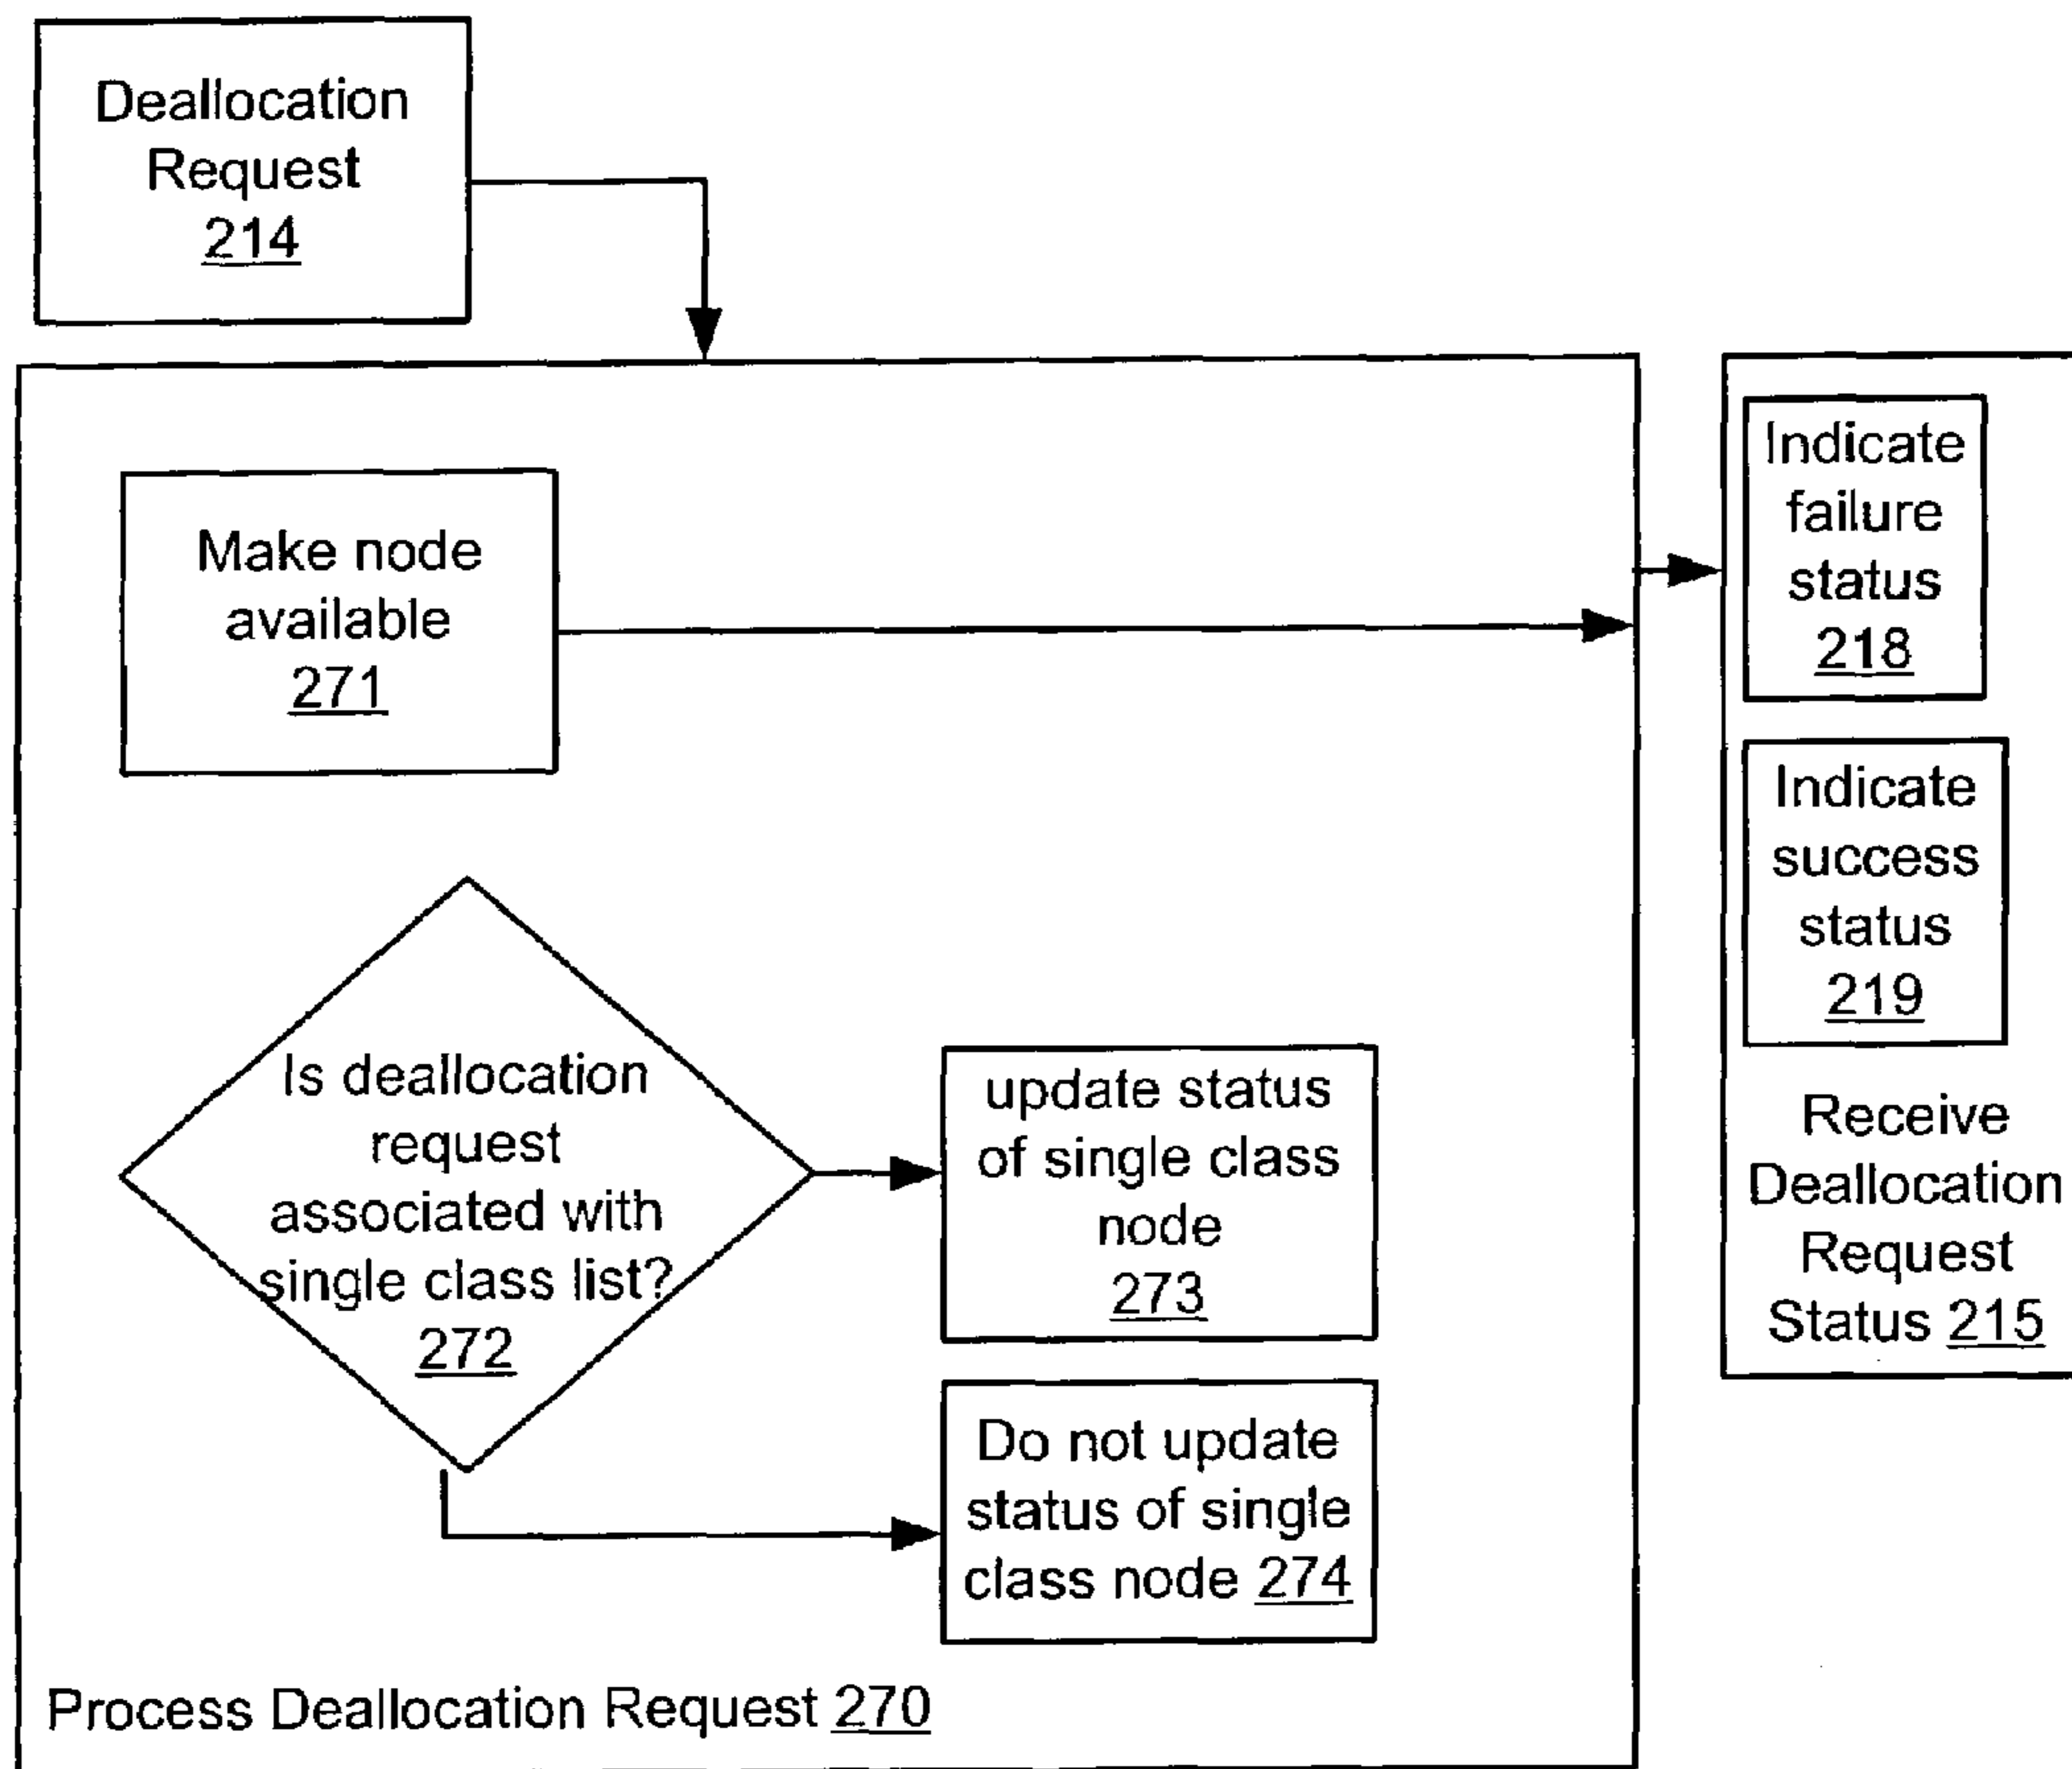 Deallocation
Request
214
Make node
available
271
Is deallocation
request
associated with
single class list?
272
update status
of single class
node
273
Do not update
status of single
class node 274
Process Deallocation Request 270
Indicate
failure
status
218
Indicate
success
status
219
Receive
Deallocation
Request
Status 215